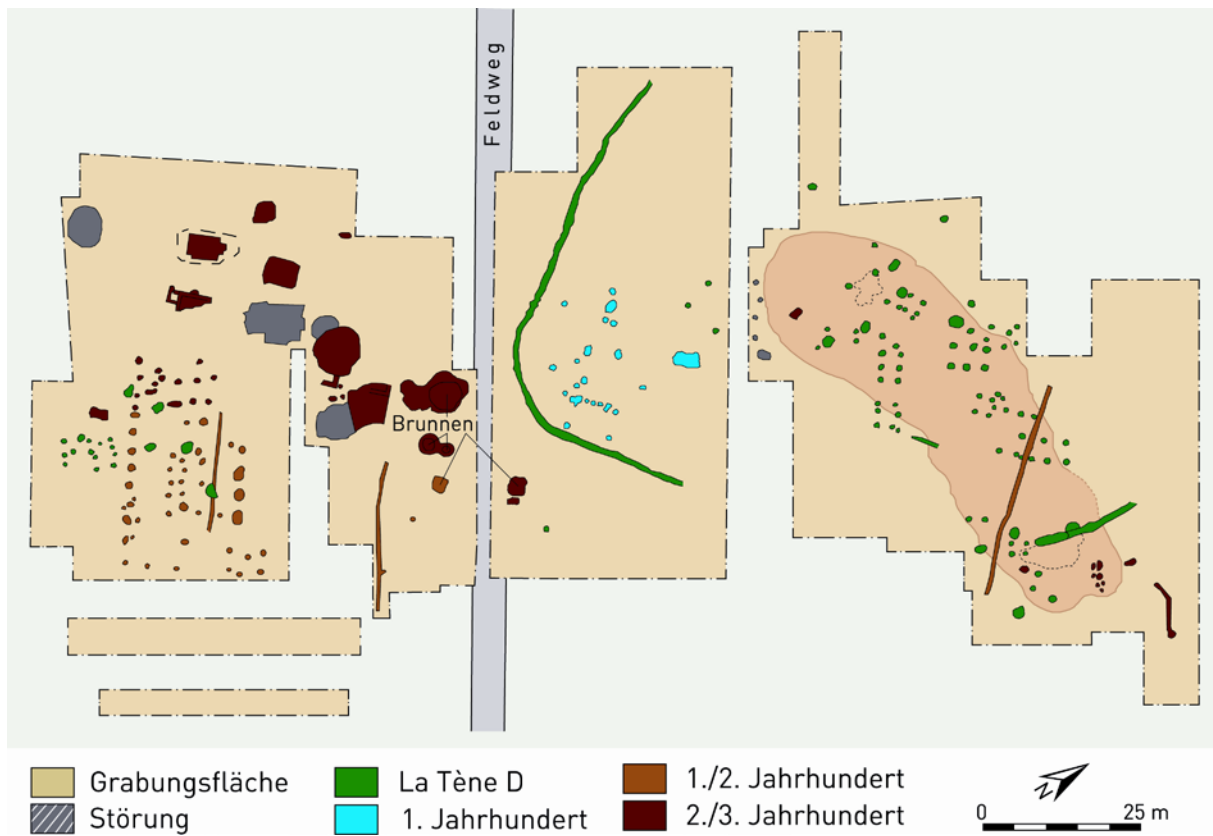 Feldweg
Brunnen
Grabungsfläche
Störung
La Tène D
1. Jahrhundert
1./2. Jahrhundert
2./3. Jahrhundert
N
0 25 m